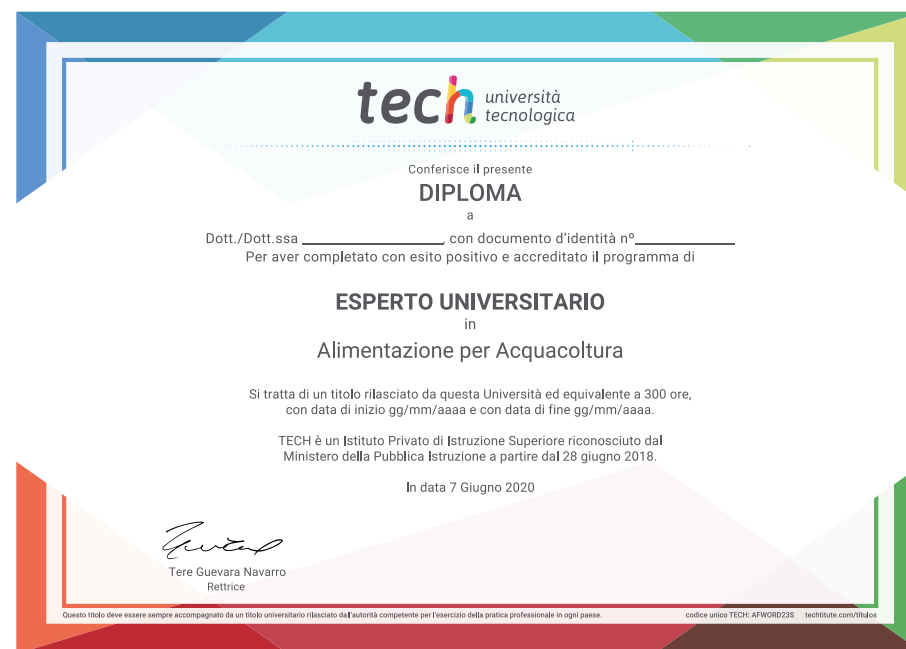 tech università
tecnologica
Conferisce il presente
DIPLOMA
a
Dott./Dott.ssa ____________________, con documento d'identità nº______________
Per aver completato con esito positivo e accreditato il programma di
ESPERTO UNIVERSITARIO
in
Alimentazione per Acquacoltura
Si tratta di un titolo rilasciato da questa Università ed equivalente a 300 ore,
con data di inizio gg/mm/aaaa e con data di fine gg/mm/aaaa.
TECH è un Istituto Privato di Istruzione Superiore riconosciuto dal
Ministero della Pubblica Istruzione a partire dal 28 giugno 2018.
In data 7 Giugno 2020
Tere Guevara Navarro
Rettrice
Questo titolo deve essere sempre accompagnato da un titolo universitario rilasciato dall'autorità competente per l'esercizio della pratica professionale in ogni paese. codice unico TECH: AFWORD23S techtitute.com/titulos